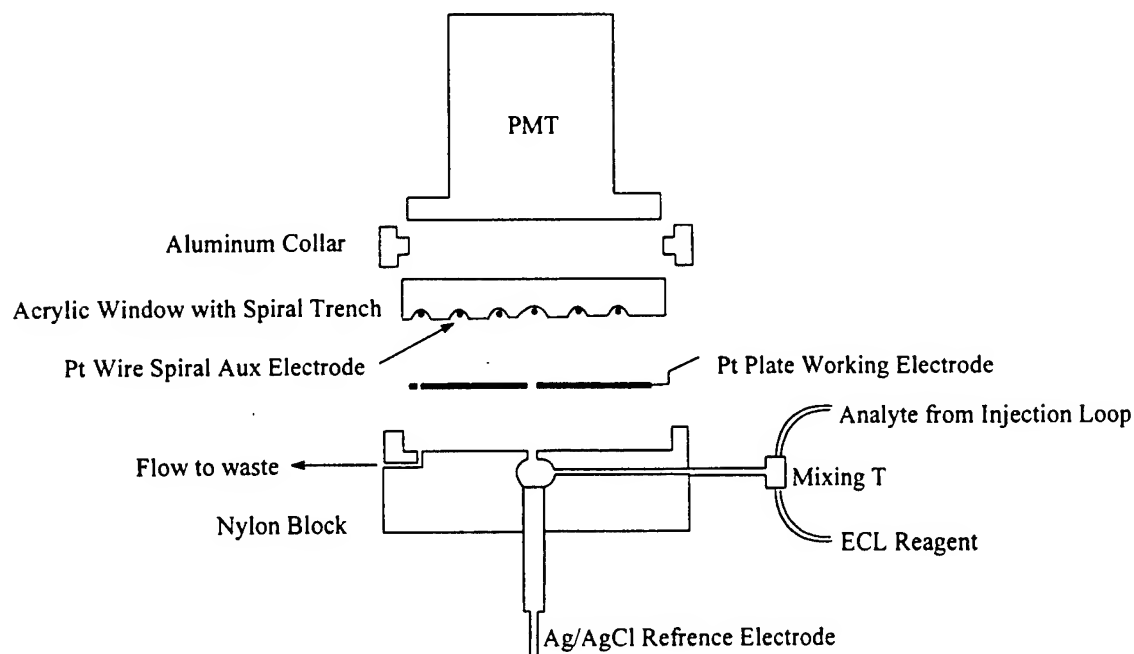 PMT
Aluminum Collar
Acrylic Window with Spiral Trench
Pt Wire Spiral Aux Electrode
Pt Plate Working Electrode
Analyte from Injection Loop
Flow to waste
Mixing T
Nylon Block
ECL Reagent
Ag/AgCl Refrence Electrode